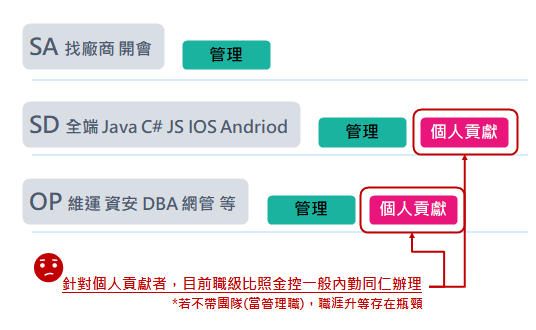 SA 找廠商 開會
管理
SD 全端 Java C# JS IOS Andriod
管理
個人貢獻
OP 維運 資安 DBA 網管 等
管理
個人貢獻
針對個人貢獻者，目前職級比照金控一般內勤同仁辦理
*若不帶團隊(當管理職)，職涯升等存在瓶頸